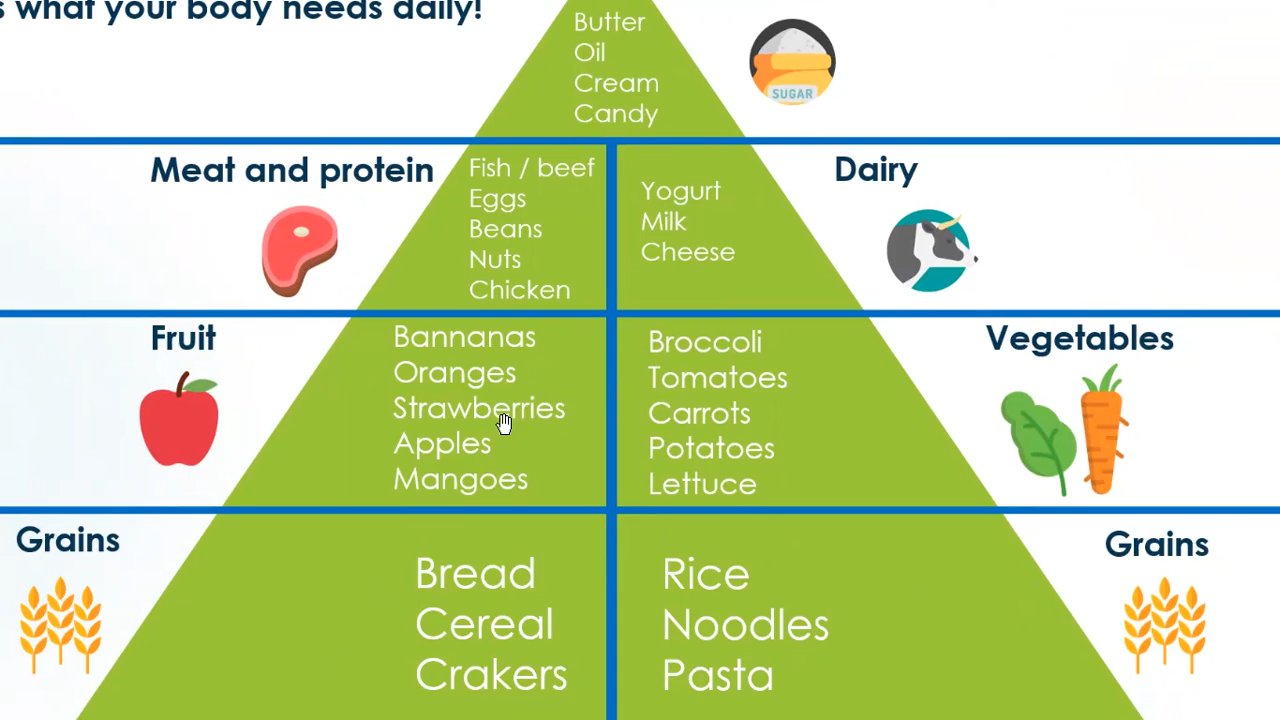 s what your body needs daily!
Butter
Oil
Cream
Candy
SUGAR
Meat and protein
Fish / beef
Eggs
Beans
Nuts
Chicken
Yogurt
Milk
Cheese
Dairy
Fruit
Bannanas
Oranges
Strawberries
Apples
Mangoes
Broccoli
Tomatoes
Carrots
Potatoes
Lettuce
Vegetables
Grains
Bread
Cereal
Crakers
Rice
Noodles
Pasta
Grains